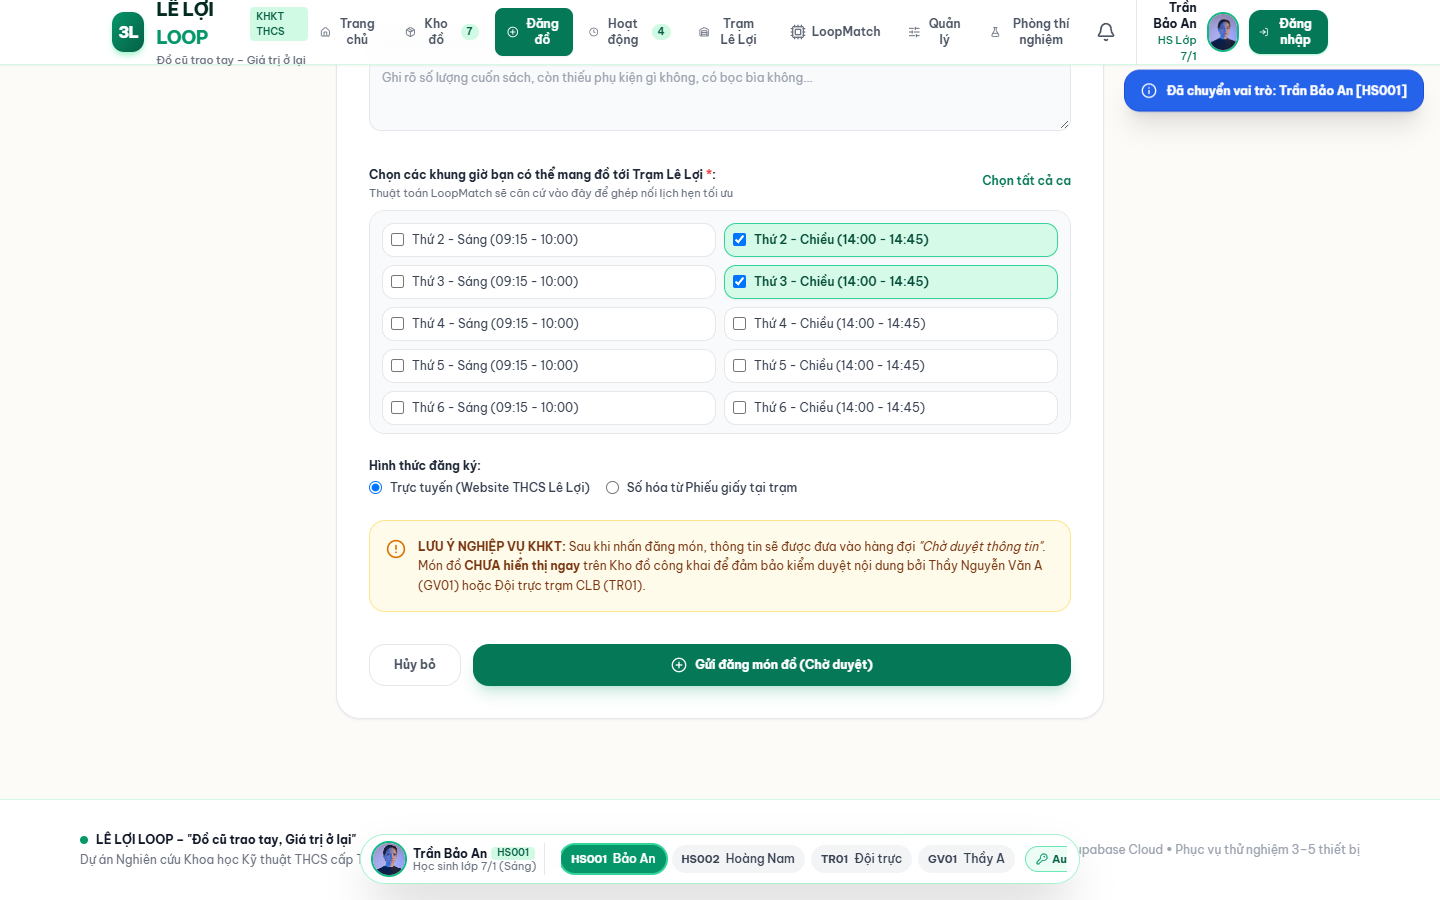 3L
LÊ LỢI
LOOP
KHKT
THCS
Đồ cũ trao tay – Giá trị ở lại
Trang
chủ
Kho
đồ
7
Đăng
đồ
Hoạt
động
4
Trạm
Lê Lợi
LoopMatch
Quản
lý
Phòng thí
nghiệm
Trần
Bảo An
HS Lớp
7/1
Đăng
nhập
Đã chuyển vai trò: Trần Bảo An [HS001]
Ghi rõ số lượng cuốn sách, còn thiếu phụ kiện gì không, có bọc bìa không...
Chọn các khung giờ bạn có thể mang đồ tới Trạm Lê Lợi *:
Thuật toán LoopMatch sẽ căn cứ vào đây để ghép nối lịch hẹn tối ưu
Chọn tất cả ca
Thứ 2 - Sáng (09:15 - 10:00)
Thứ 2 - Chiều (14:00 - 14:45)
Thứ 3 - Sáng (09:15 - 10:00)
Thứ 3 - Chiều (14:00 - 14:45)
Thứ 4 - Sáng (09:15 - 10:00)
Thứ 4 - Chiều (14:00 - 14:45)
Thứ 5 - Sáng (09:15 - 10:00)
Thứ 5 - Chiều (14:00 - 14:45)
Thứ 6 - Sáng (09:15 - 10:00)
Thứ 6 - Chiều (14:00 - 14:45)
Hình thức đăng ký:
Trực tuyến (Website THCS Lê Lợi)
Số hóa từ Phiếu giấy tại trạm
LƯU Ý NGHIỆP VỤ KHKT: Sau khi nhấn đăng món, thông tin sẽ được đưa vào hàng đợi "Chờ duyệt thông tin".
Món đồ CHƯA hiển thị ngay trên Kho đồ công khai để đảm bảo kiểm duyệt nội dung bởi Thầy Nguyễn Văn A
(GV01) hoặc Đội trực trạm CLB (TR01).
Hủy bỏ
Gửi đăng món đồ (Chờ duyệt)
LÊ LỢI LOOP – "Đồ cũ trao tay, Giá trị ở lại"
Dự án Nghiên cứu Khoa học Kỹ thuật THCS cấp
Trần Bảo An HS001
Học sinh lớp 7/1 (Sáng)
HS001 Bảo An
HS002 Hoàng Nam
TR01 Đội trực
GV01 Thầy A
Au
upabase Cloud • Phục vụ thử nghiệm 3–5 thiết bị